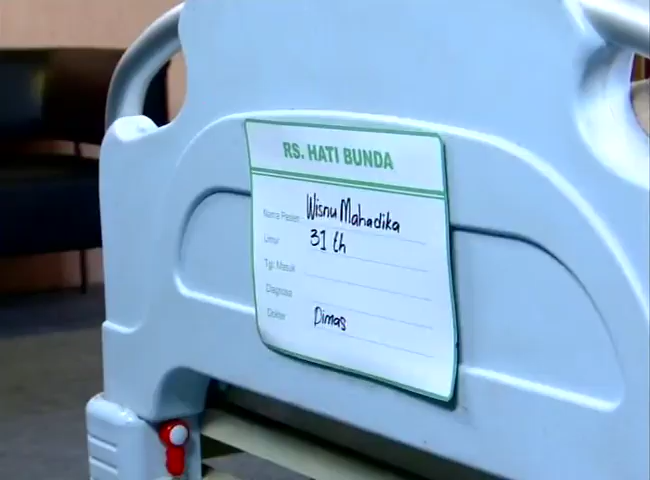 RS. HATI BUNDA
Nama Pasien Wisnu Mahadika
Umur 31 th
Tgl. Masuk
Diagnosa
Dokter Dimas